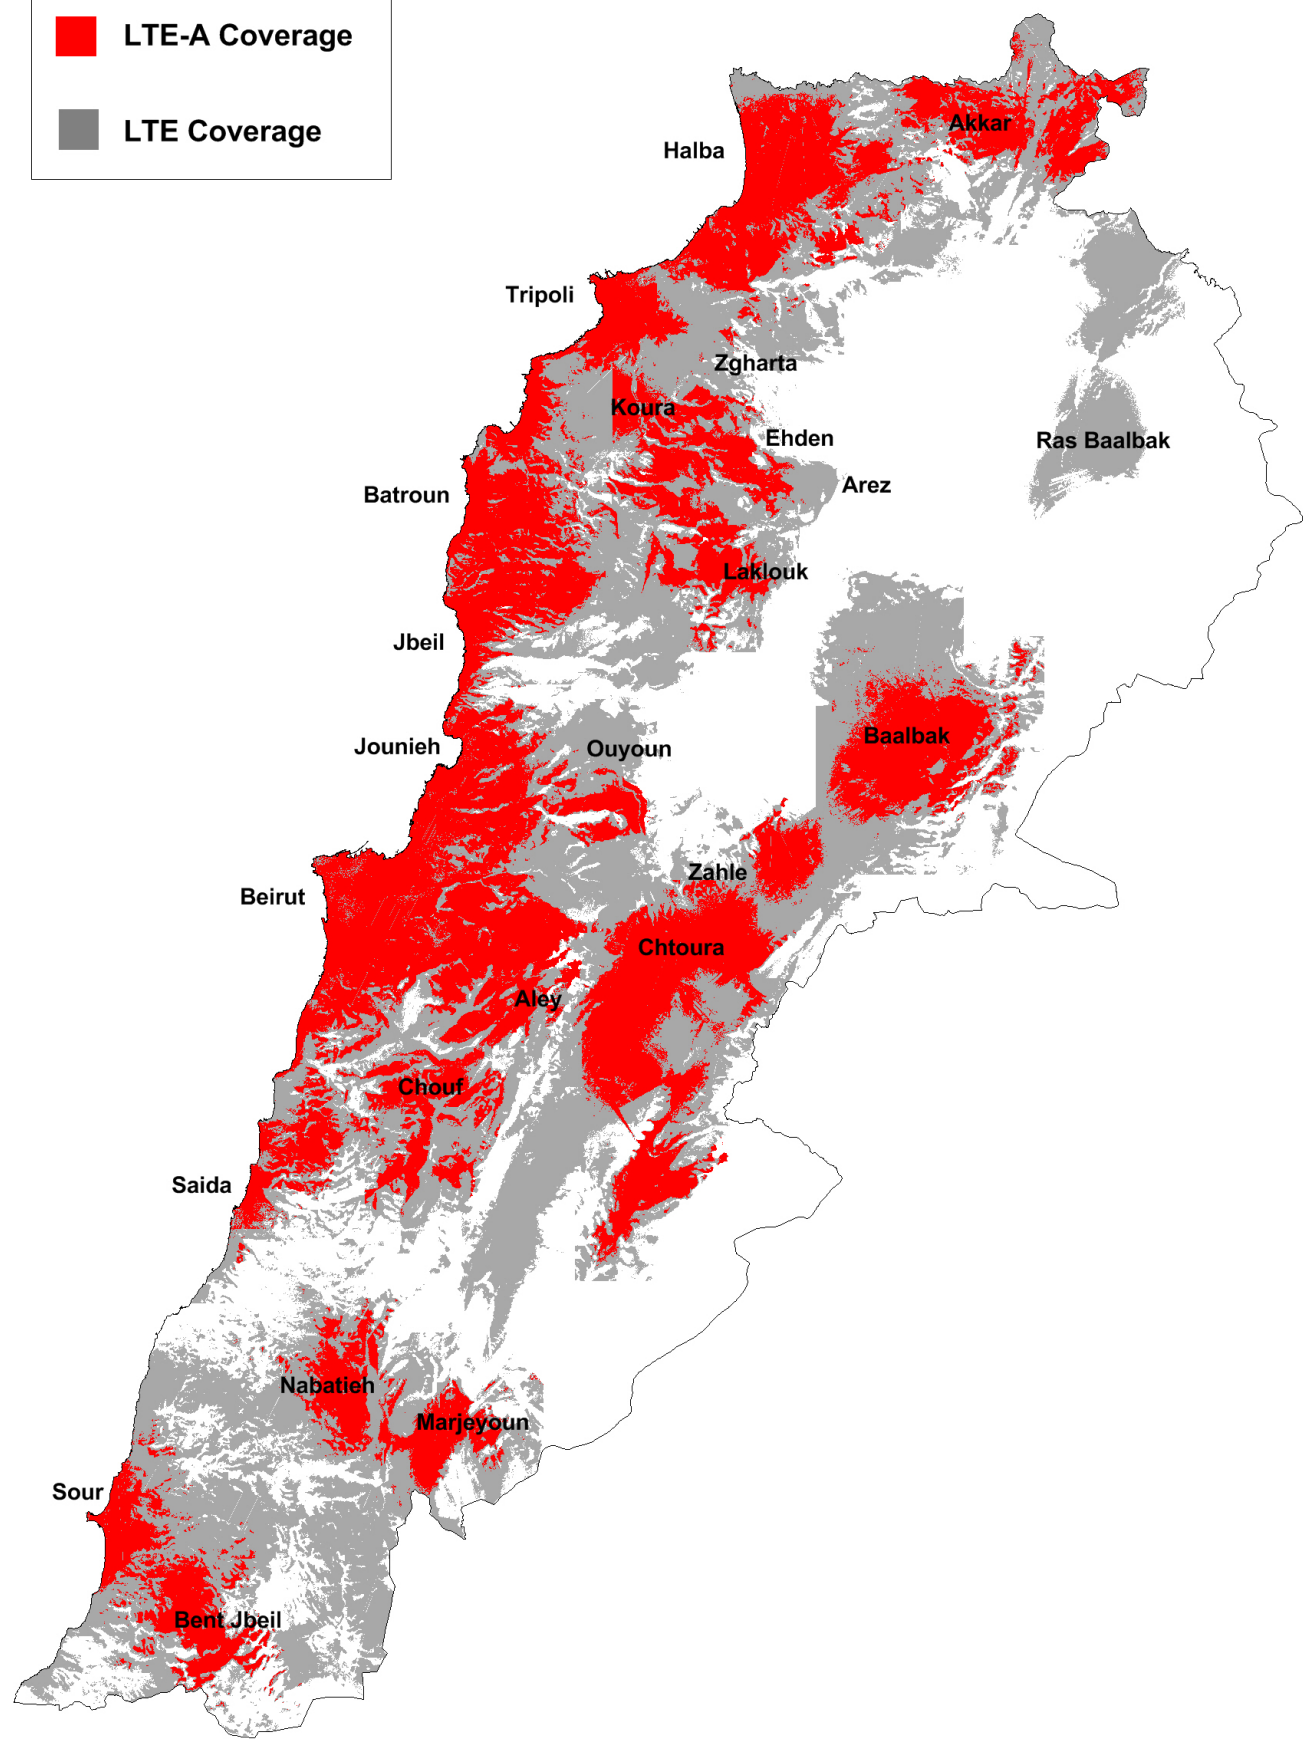 LTE-A Coverage
LTE Coverage
Akkar
Halba
Tripoli
Zgharta
Koura
Ehden
Ras Baalbak
Arez
Batroun
Laklouk
Jbeil
Baalbak
Jounieh
Ouyoun
Zahle
Beirut
Chtoura
Aley
Chouf
Saida
Nabatieh
Marjeyoun
Sour
Bent Jbeil